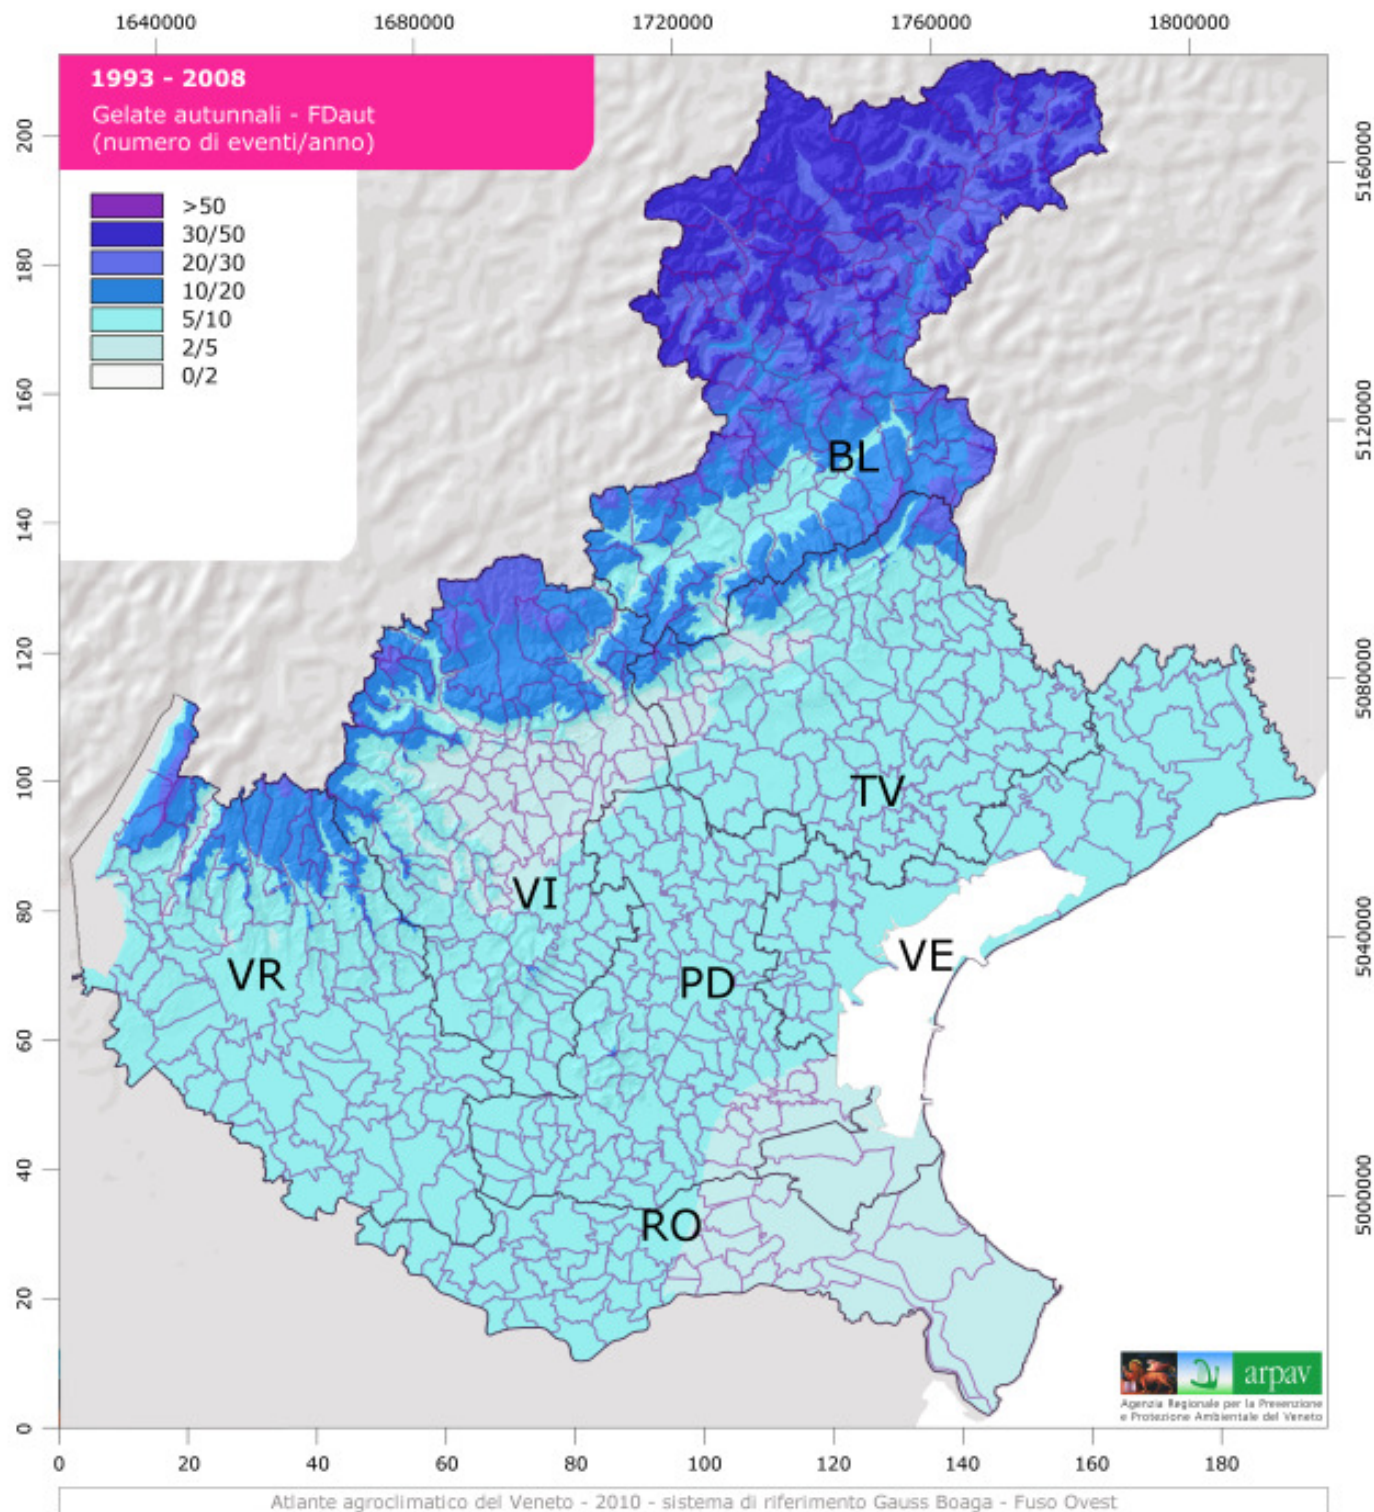 1640000 1680000 1720000 1760000 1800000
1993 - 2008
Gelate autunnali - FDaut
(numero di eventi/anno)
>50
30/50
20/30
10/20
5/10
2/5
0/2
200
180
160
140
120
100
80
60
40
20
0
5160000
5120000
5080000
5040000
5000000
BL
TV
VI
VE
VR
PD
RO
arpav
Agenzia Regionale per la Prevenzione
e Protezione Ambientale del Veneto
0 20 40 60 80 100 120 140 160 180
Atlante agroclimatico del Veneto - 2010 - sistema di riferimento Gauss Boaga - Fuso Ovest